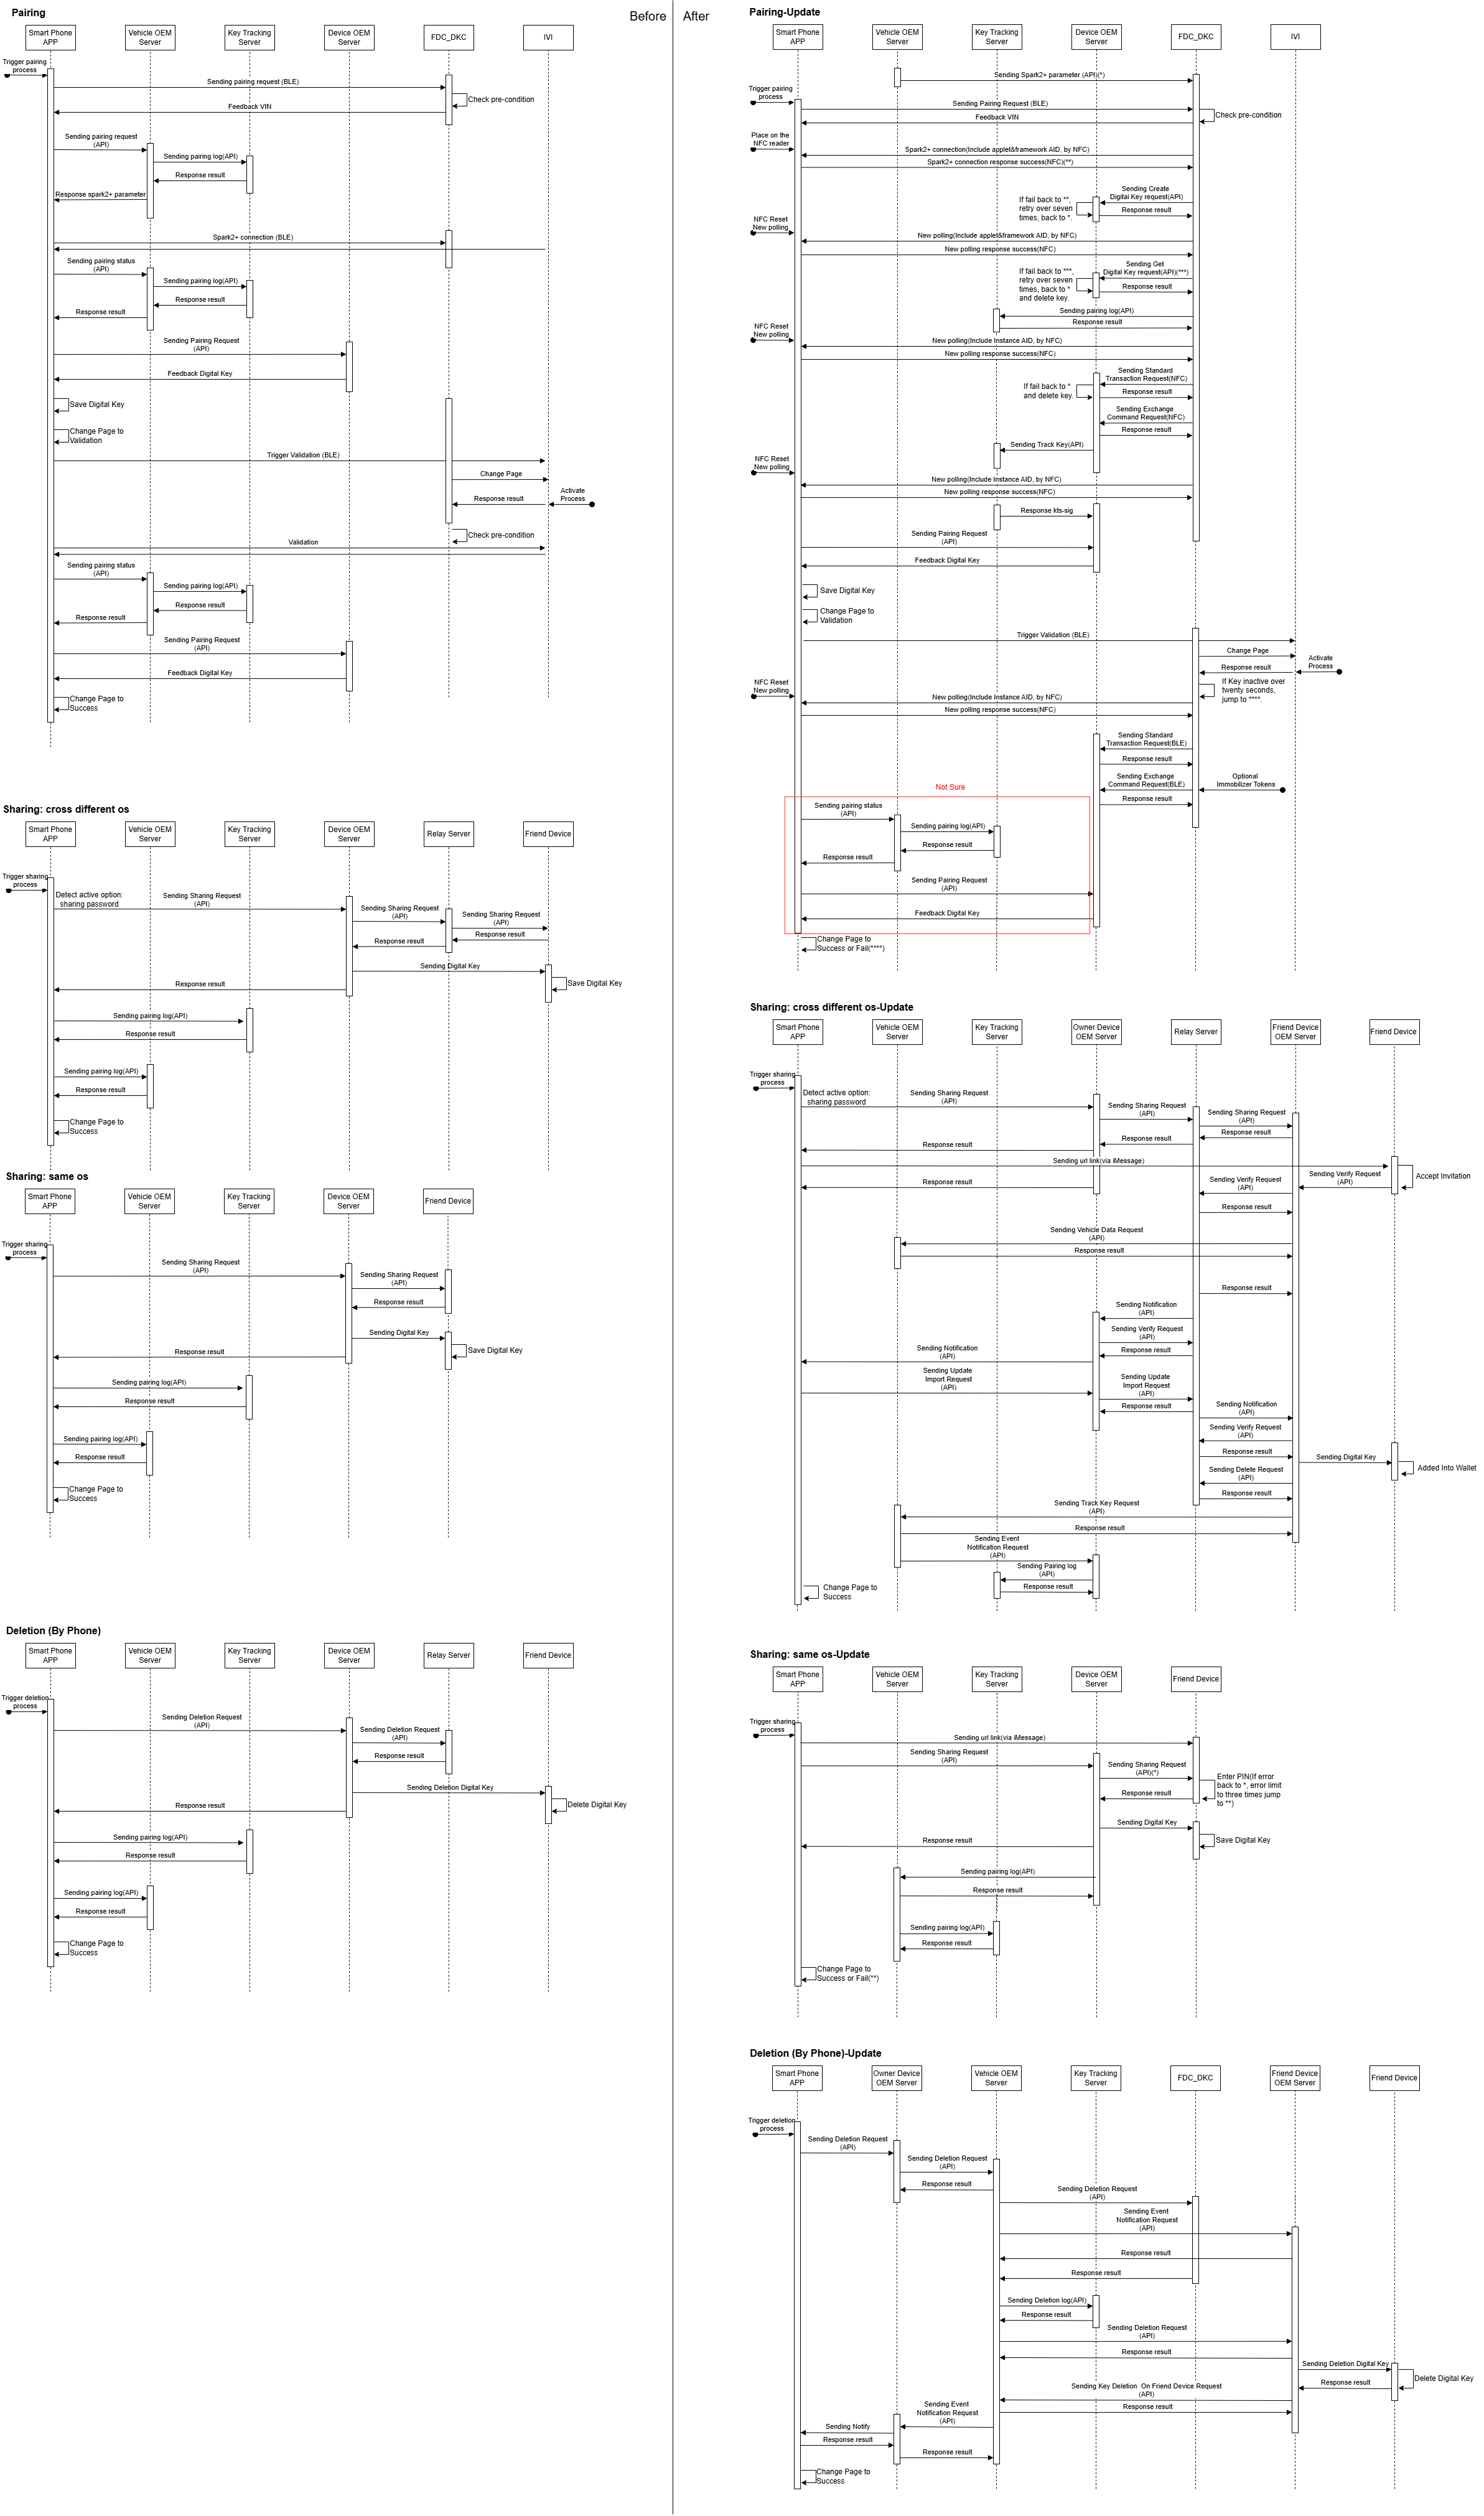 Before
After
Pairing
Smart Phone
APP
Vehicle OEM
Server
Key Tracking
Server
Device OEM
Server
FDC_DKC
IVI
Trigger pairing
process
Sending pairing request (BLE)
Check pre-condition
Feedback VIN
Sending pairing request
(API)
Sending pairing log(API)
Response result
Response spark2+ parameter
Spark2+ connection (BLE)
Sending pairing status
(API)
Sending pairing log(API)
Response result
Response result
Sending Pairing Request
(API)
Feedback Digital Key
Save Digital Key
Change Page to
Validation
Trigger Validation (BLE)
Change Page
Response result
Activate
Process
Check pre-condition
Validation
Sending pairing status
(API)
Sending pairing log(API)
Response result
Response result
Sending Pairing Request
(API)
Feedback Digital Key
Change Page to
Success
Sharing: cross different os
Smart Phone
APP
Vehicle OEM
Server
Key Tracking
Server
Device OEM
Server
Relay Server
Friend Device
Trigger sharing
process
Detect active option:
sharing password
Sending Sharing Request
(API)
Sending Sharing Request
(API)
Sending Sharing Request
(API)
Response result
Response result
Sending Digital Key
Save Digital Key
Response result
Sending pairing log(API)
Response result
Sending pairing log(API)
Response result
Change Page to
Success
Sharing: same os
Smart Phone
APP
Vehicle OEM
Server
Key Tracking
Server
Device OEM
Server
Friend Device
Trigger sharing
process
Sending Sharing Request
(API)
Sending Sharing Request
(API)
Response result
Sending Digital Key
Save Digital Key
Response result
Sending pairing log(API)
Response result
Sending pairing log(API)
Response result
Change Page to
Success
Deletion (By Phone)
Smart Phone
APP
Vehicle OEM
Server
Key Tracking
Server
Device OEM
Server
Relay Server
Friend Device
Trigger deletion
process
Sending Deletion Request
(API)
Sending Deletion Request
(API)
Response result
Sending Deletion Digital Key
Delete Digital Key
Response result
Sending pairing log(API)
Response result
Sending pairing log(API)
Response result
Change Page to
Success
Pairing-Update
Smart Phone
APP
Vehicle OEM
Server
Key Tracking
Server
Device OEM
Server
FDC_DKC
IVI
Sending Spark2+ parameter (API)(*)
Trigger pairing
process
Sending Pairing Request (BLE)
Check pre-condition
Feedback VIN
Place on the
NFC reader
Spark2+ connection(Include applet&framework AID, by NFC)
Spark2+ connection response success(NFC)(**)
Sending Create
Digital Key request(API)
If fail back to **,
retry over seven
times, back to *.
Response result
NFC Reset
New polling
New polling(Include applet&framework AID, by NFC)
New polling response success(NFC)
Sending Get
Digital Key request(API)(***)
If fail back to ***,
retry over seven
times, back to *
and delete key.
Response result
Sending pairing log(API)
Response result
NFC Reset
New polling
New polling(Include Instance AID, by NFC)
New polling response success(NFC)
Sending Standard
Transaction Request(NFC)
If fail back to *
and delete key.
Response result
Sending Exchange
Command Request(NFC)
Response result
Sending Track Key(API)
NFC Reset
New polling
New polling(Include Instance AID, by NFC)
New polling response success(NFC)
Response kts-sig
Sending Pairing Request
(API)
Feedback Digital Key
Save Digital Key
Change Page to
Validation
Trigger Validation (BLE)
Change Page
Response result
Activate
Process
If Key inactive over
twenty seconds,
jump to ****.
NFC Reset
New polling
New polling(Include Instance AID, by NFC)
New polling response success(NFC)
Sending Standard
Transaction Request(BLE)
Response result
Sending Exchange
Command Request(BLE)
Optional
Immobilizer Tokens
Response result
Not Sure
Sending pairing status
(API)
Sending pairing log(API)
Response result
Response result
Sending Pairing Request
(API)
Feedback Digital Key
Change Page to
Success or Fail(****)
Sharing: cross different os-Update
Smart Phone
APP
Vehicle OEM
Server
Key Tracking
Server
Owner Device
OEM Server
Relay Server
Friend Device
OEM Server
Friend Device
Trigger sharing
process
Detect active option:
sharing password
Sending Sharing Request
(API)
Sending Sharing Request
(API)
Sending Sharing Request
(API)
Response result
Response result
Response result
Sending url link(via iMessage)
Accept Invitation
Sending Verify Request
(API)
Sending Verify Request
(API)
Response result
Response result
Sending Vehicle Data Request
(API)
Response result
Response result
Sending Notification
(API)
Sending Verify Request
(API)
Response result
Sending Notification
(API)
Sending Update
Import Request
(API)
Sending Update
Import Request
(API)
Response result
Sending Notification
(API)
Sending Verify Request
(API)
Response result
Sending Digital Key
Added Into Wallet
Sending Delete Request
(API)
Response result
Sending Track Key Request
(API)
Response result
Sending Event
Notification Request
(API)
Sending Pairing log
(API)
Response result
Change Page to
Success
Sharing: same os-Update
Smart Phone
APP
Vehicle OEM
Server
Key Tracking
Server
Device OEM
Server
Friend Device
Trigger sharing
process
Sending url link(via iMessage)
Sending Sharing Request
(API)
Sending Sharing Request
(API)(*)
Enter PIN(If error
back to *, error limit
to three times jump
to **)
Response result
Sending Digital Key
Save Digital Key
Response result
Sending pairing log(API)
Response result
Sending pairing log(API)
Response result
Change Page to
Success or Fail(**)
Deletion (By Phone)-Update
Smart Phone
APP
Owner Device
OEM Server
Vehicle OEM
Server
Key Tracking
Server
FDC_DKC
Friend Device
OEM Server
Friend Device
Trigger deletion
process
Sending Deletion Request
(API)
Sending Deletion Request
(API)
Response result
Sending Deletion Request
(API)
Sending Event
Notification Request
(API)
Response result
Response result
Sending Deletion log(API)
Response result
Sending Deletion Request
(API)
Response result
Sending Deletion Digital Key
Delete Digital Key
Response result
Sending Key Deletion On Friend Device Request
(API)
Response result
Sending Event
Notification Request
(API)
Sending Notify
Response result
Response result
Change Page to
Success